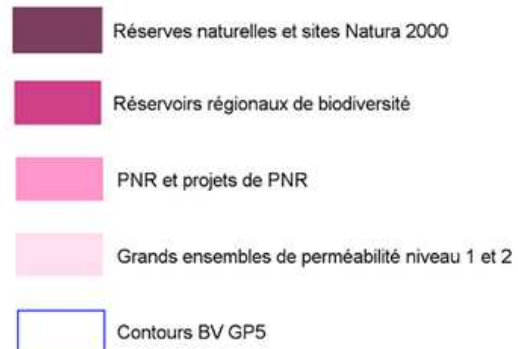 Réserves naturelles et sites Natura 2000
Réservoirs régionaux de biodiversité
PNR et projets de PNR
Grands ensembles de perméabilité niveau 1 et 2
Contours BV GP5